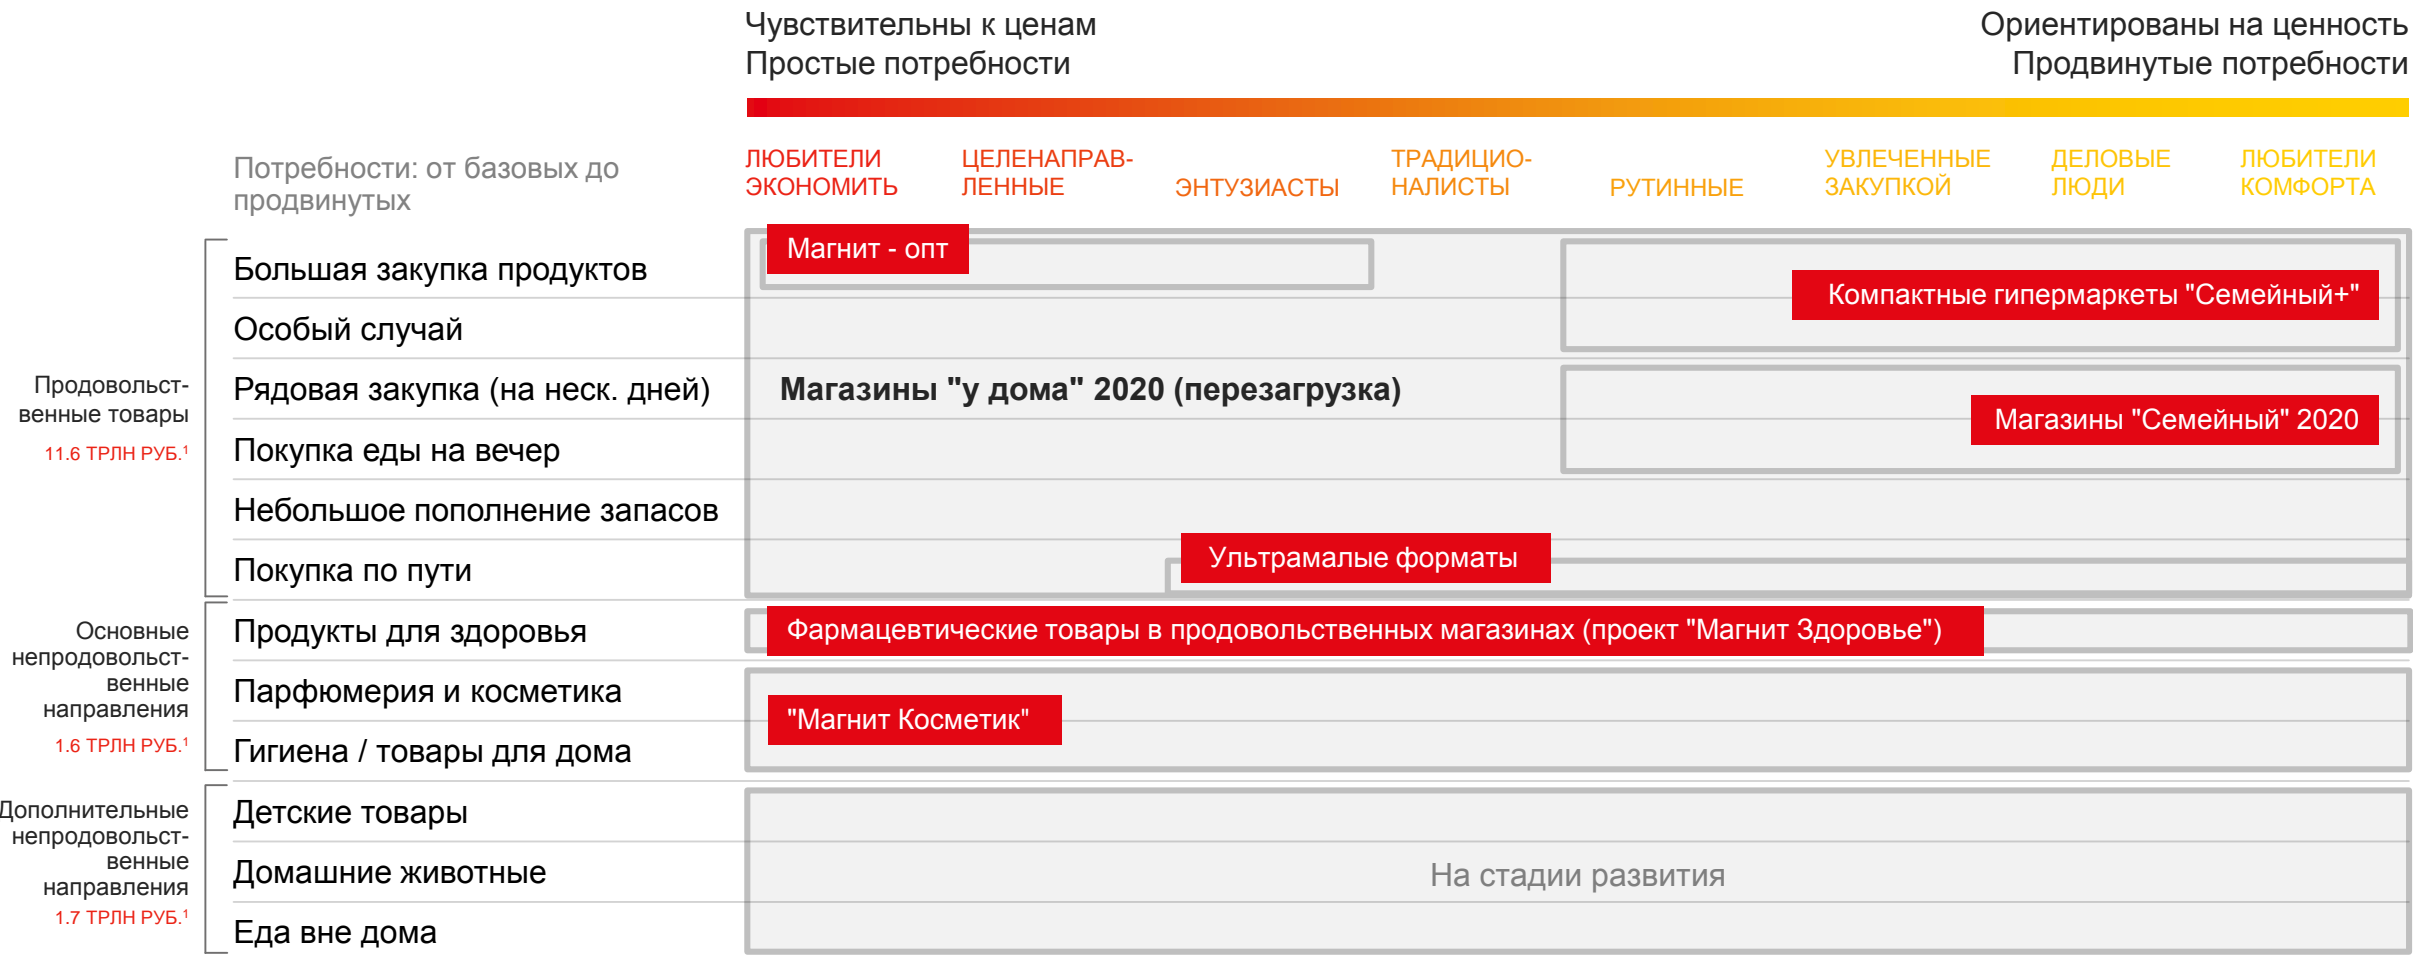 Чувствительны к ценам
Простые потребности
Ориентированы на ценность
Продвинутые потребности
Потребности: от базовых до
продвинутых
ЛЮБИТЕЛИ
ЭКОНОМИТЬ
ЦЕЛЕНАПРАВ-
ЛЕННЫЕ
ЭНТУЗИАСТЫ
ТРАДИЦИО-
НАЛИСТЫ
РУТИННЫЕ
УВЛЕЧЕННЫЕ
ЗАКУПКОЙ
ДЕЛОВЫЕ
ЛЮДИ
ЛЮБИТЕЛИ
КОМФОРТА
Продовольст-
венные товары
11.6 ТРЛН РУБ.¹
Большая закупка продуктов
Магнит - опт
Компактные гипермаркеты "Семейный+"
Особый случай
Рядовая закупка (на неск. дней)
Магазины "у дома" 2020 (перезагрузка)
Магазины "Семейный" 2020
Покупка еды на вечер
Небольшое пополнение запасов
Ультрамалые форматы
Покупка по пути
Основные
непродовольст-
венные
направления
1.6 ТРЛН РУБ.¹
Продукты для здоровья
Фармацевтические товары в продовольственных магазинах (проект "Магнит Здоровье")
Парфюмерия и косметика
"Магнит Косметик"
Гигиена / товары для дома
Дополнительные
непродовольст-
венные
направления
1.7 ТРЛН РУБ.¹
Детские товары
Домашние животные
На стадии развития
Еда вне дома